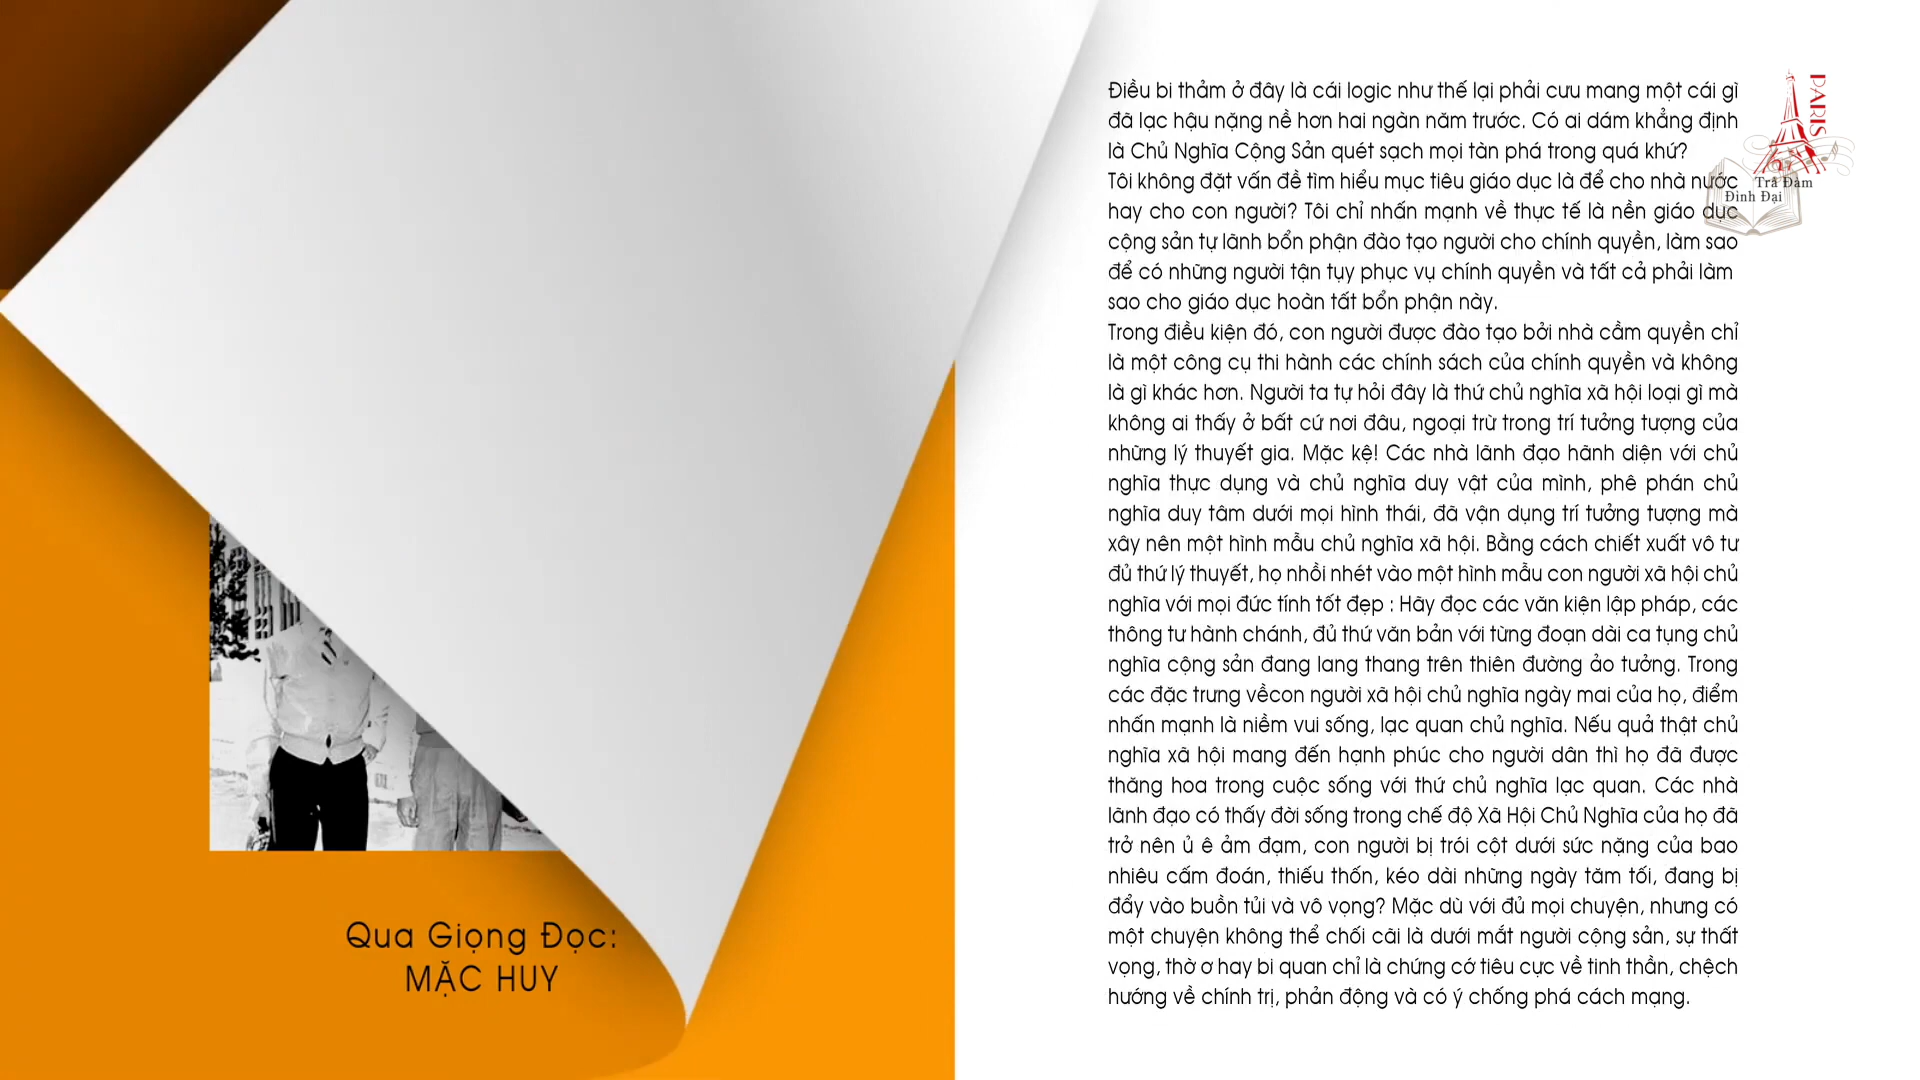 Điều bi thảm ở đây là cái logic như thế lại phải cưu mang một cái gì
đã lạc hậu nặng nề hơn hai ngàn năm trước. Có ai dám khẳng định
là Chủ Nghĩa Cộng Sản quét sạch mọi tàn phá trong quá khứ?
Tôi không đặt vấn đề tìm hiểu mục tiêu giáo dục là để cho nhà nước
hay cho con người? Tôi chỉ nhấn mạnh về thực tế là nền giáo dục
cộng sản tự lãnh bổn phận đào tạo người cho chính quyền, làm sao
để có những người tận tụy phục vụ chính quyền và tất cả phải làm
sao cho giáo dục hoàn tất bổn phận này.
Trong điều kiện đó, con người được đào tạo bởi nhà cầm quyền chỉ
là một công cụ thi hành các chính sách của chính quyền và không
là gì khác hơn. Người ta tự hỏi đây là thứ chủ nghĩa xã hội loại gì mà
không ai thấy ở bất cứ nơi đâu, ngoại trừ trong trí tưởng tượng của
những lý thuyết gia. Mặc kệ! Các nhà lãnh đạo hãnh diện với chủ
nghĩa thực dụng và chủ nghĩa duy vật của mình, phê phán chủ
nghĩa duy tâm dưới mọi hình thái, đã vận dụng trí tưởng tượng mà
xây nên một hình mẫu chủ nghĩa xã hội. Bằng cách chiết xuất vô tư
đủ thứ lý thuyết, họ nhồi nhét vào một hình mẫu con người xã hội chủ
nghĩa với mọi đức tính tốt đẹp : Hãy đọc các văn kiện lập pháp, các
thông tư hành chánh, đủ thứ văn bản với từng đoạn dài ca tụng chủ
nghĩa cộng sản đang lang thang trên thiên đường ảo tưởng. Trong
các đặc trưng vềcon người xã hội chủ nghĩa ngày mai của họ, điểm
nhấn mạnh là niềm vui sống, lạc quan chủ nghĩa. Nếu quả thật chủ
nghĩa xã hội mang đến hạnh phúc cho người dân thì họ đã được
thăng hoa trong cuộc sống với thứ chủ nghĩa lạc quan. Các nhà
lãnh đạo có thấy đời sống trong chế độ Xã Hội Chủ Nghĩa của họ đã
trở nên ủ ê ảm đạm, con người bị trói cột dưới sức nặng của bao
nhiêu cấm đoán, thiếu thốn, kéo dài những ngày tăm tối, đang bị
đẩy vào buồn tủi và vô vọng? Mặc dù với đủ mọi chuyện, nhưng có
một chuyện không thể chối cãi là dưới mắt người cộng sản, sự thất
vọng, thờ ơ hay bi quan chỉ là chứng cớ tiêu cực về tinh thần, chệch
hướng về chính trị, phản động và có ý chống phá cách mạng.
PARIS
Trà Đàm
Đình Đại
Qua Giọng Đọc:
MẶC HUY